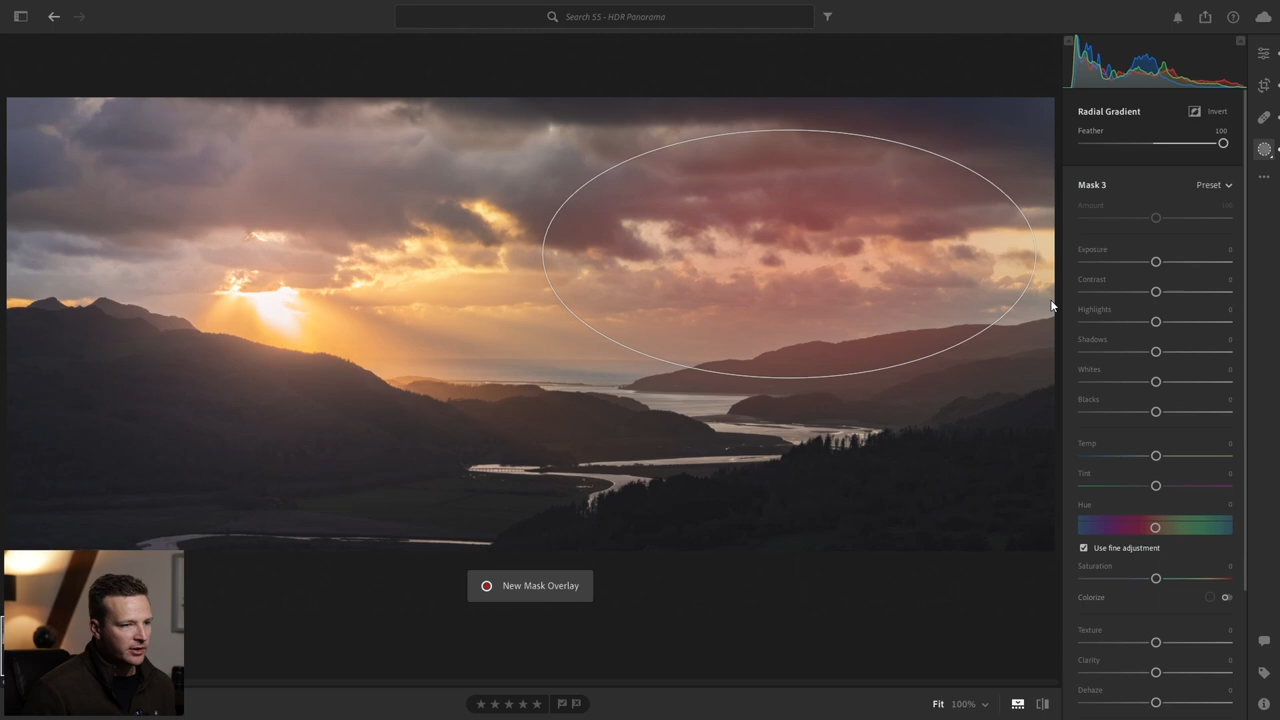 Search 55 - HDR Panorama
Radial Gradient
Invert
Feather 100
Mask 3
Preset
Amount 100
Exposure 0
Contrast 0
Highlights 0
Shadows 0
Whites 0
Blacks 0
Temp 0
Tint 0
Hue 0
Use fine adjustment
Saturation 0
Colorize
Texture 0
Clarity 0
Dehaze 0
New Mask Overlay
Fit 100%